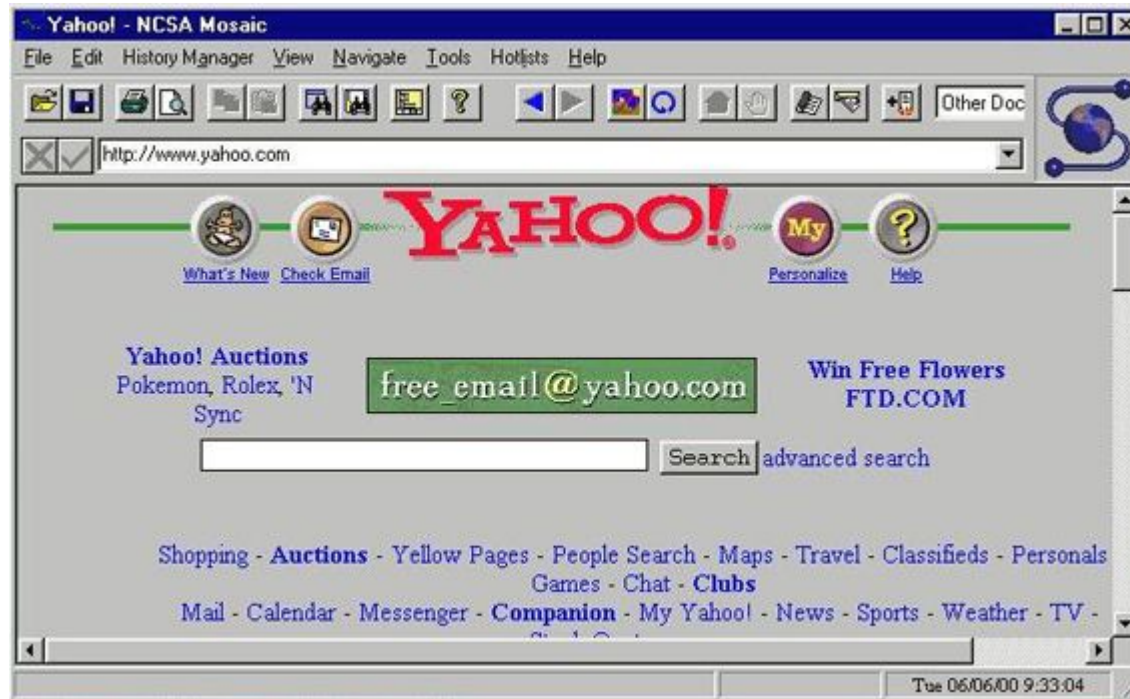 Yahoo! - NCSA Mosaic
File Edit History Manager View Navigate Tools Hotlists Help
Other Doc
http://www.yahoo.com
YAHOO!
My ?
What's New Check Email Personalize Help
Yahoo! Auctions
Pokemon, Rolex, 'N
Sync
free_email@yahoo.com
Win Free Flowers
FTD.COM
Search advanced search
Shopping - Auctions - Yellow Pages - People Search - Maps - Travel - Classifieds - Personals
Games - Chat - Clubs
Mail - Calendar - Messenger - Companion - My Yahoo! - News - Sports - Weather - TV -
Tue 06/06/00 9:33:04